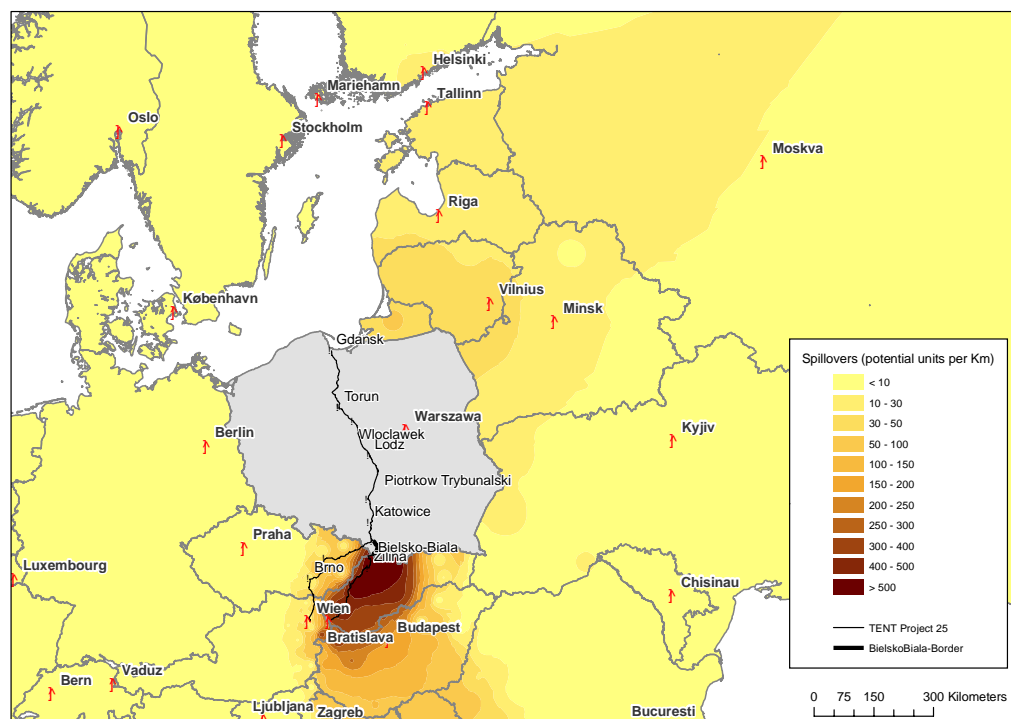 Helsinki
Mariehamn
Tallinn
Oslo
Stockholm
Moskva
Riga
Vilnius
København
Minsk
Gdansk
Torun
Warszawa
Wloclawek
Lodz
Berlin
Kyjiv
Piotrkow Trybunalski
Katowice
Praha
Bielsko-Biala
Zilina
Brno
Luxembourg
Chisinau
Wien
Budapest
Bratislava
Vaduz
Bern
Ljubljana
Zagreb
Bucuresti
Spillovers (potential units per Km)
< 10
10 - 30
30 - 50
50 - 100
100 - 150
150 - 200
200 - 250
250 - 300
300 - 400
400 - 500
> 500
TENT Project 25
BielskoBiala-Border
0 75 150 300 Kilometers